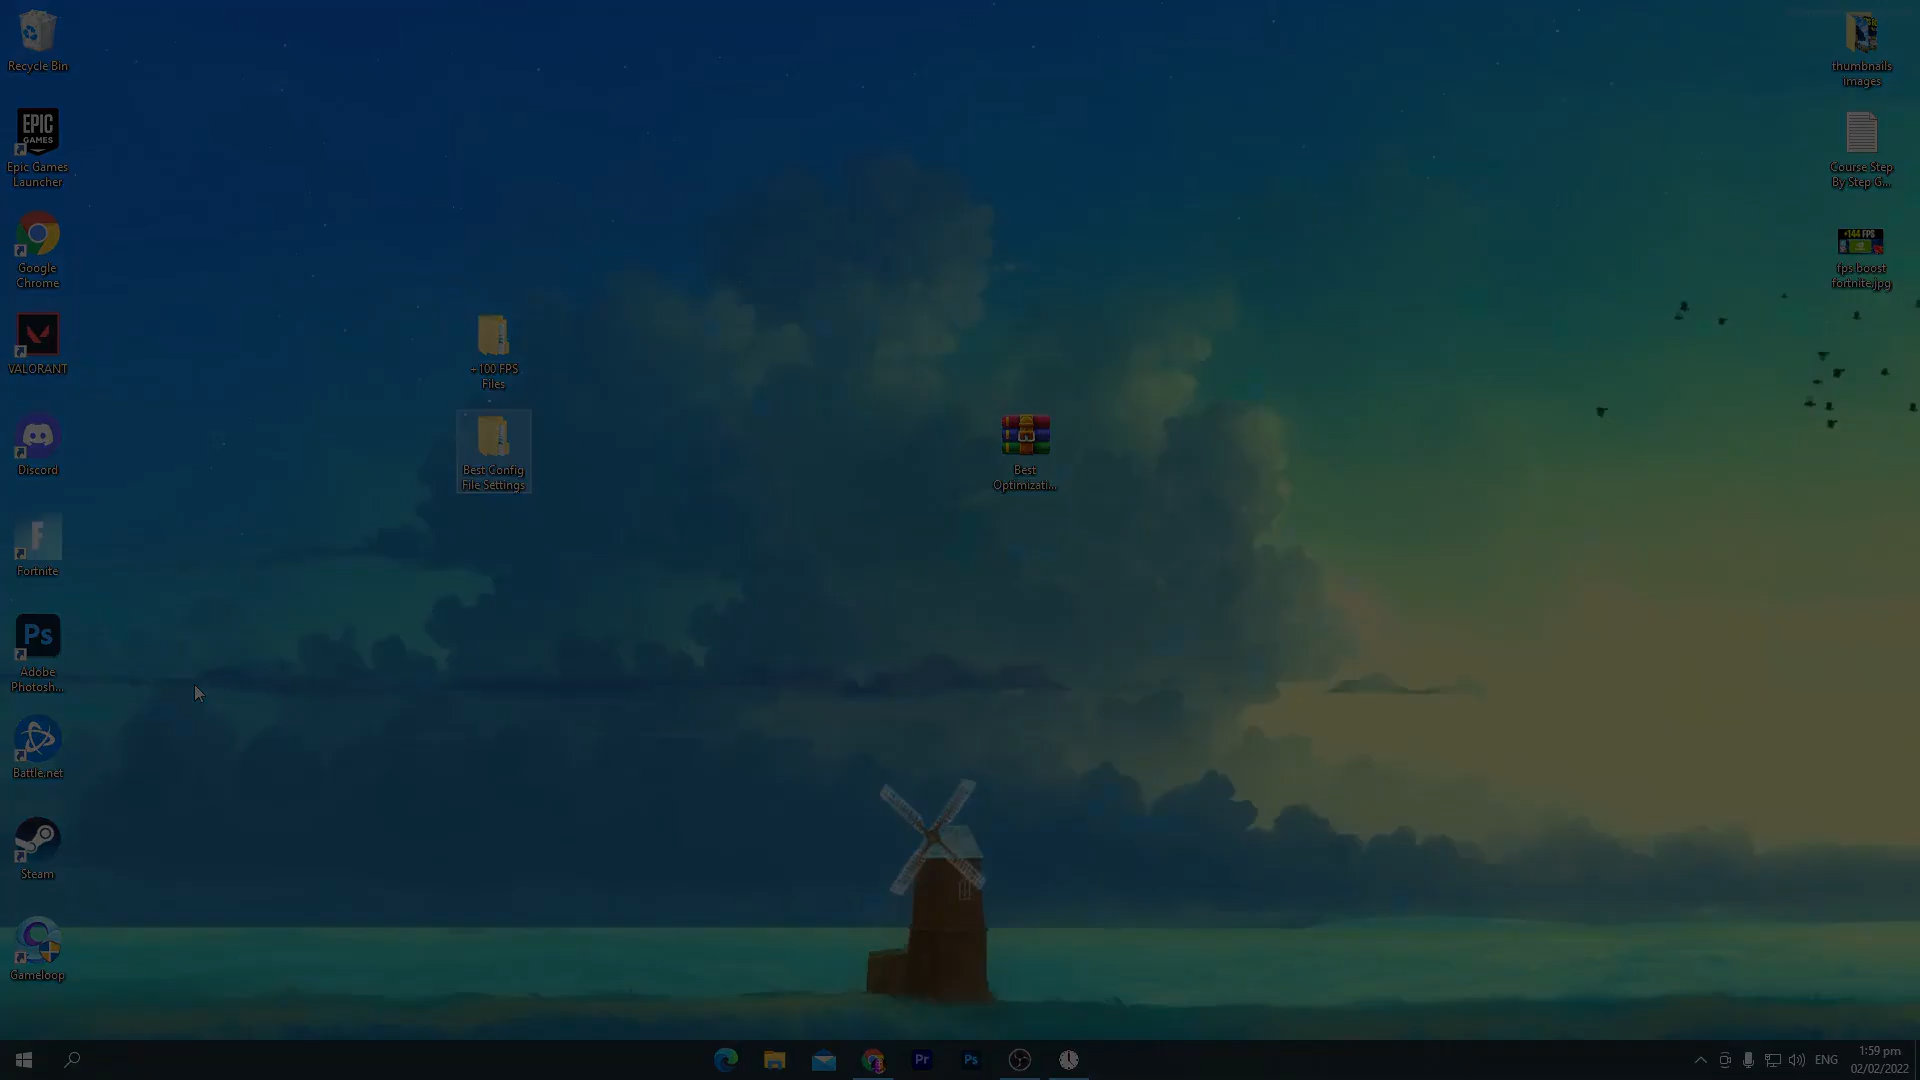 Recycle Bin
EPIC
GAMES
Epic Games
Launcher
Google
Chrome
VALORANT
Discord
F
Fortnite
Ps
Adobe
Photosh...
Battle.net
Steam
Gameloop
+100 FPS
Files
Best Config
File Settings
Best
Optimizati...
thumbnails
images
Course Step
By Step G...
+144 FPS
fps boost
fortnite.jpg
Pr
Ps
ENG
1:59 pm
02/02/2022